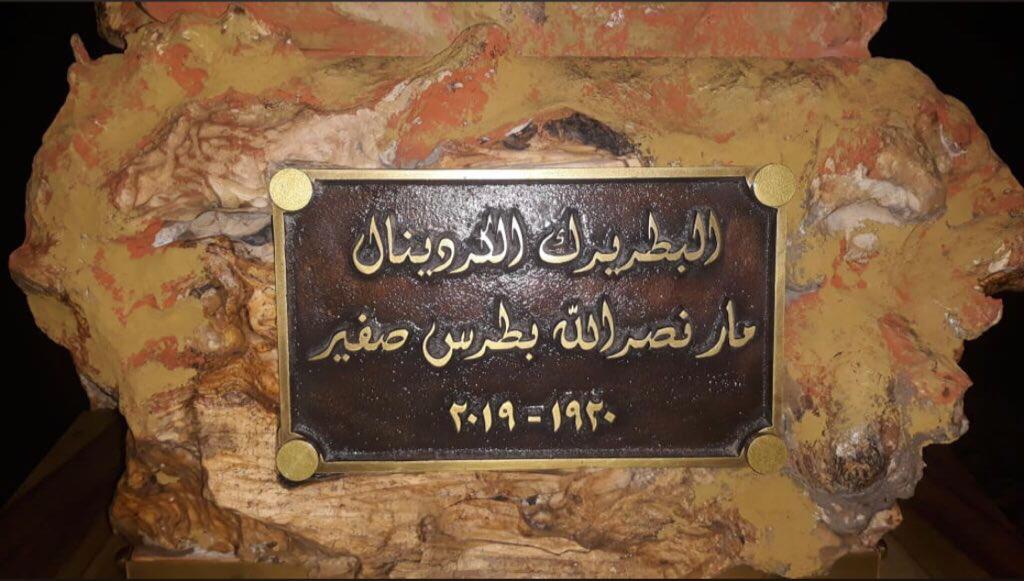 البطريرك الكردينال
مار نصرالله بطرس صفير
١٩٢٠ - ٢٠١٩